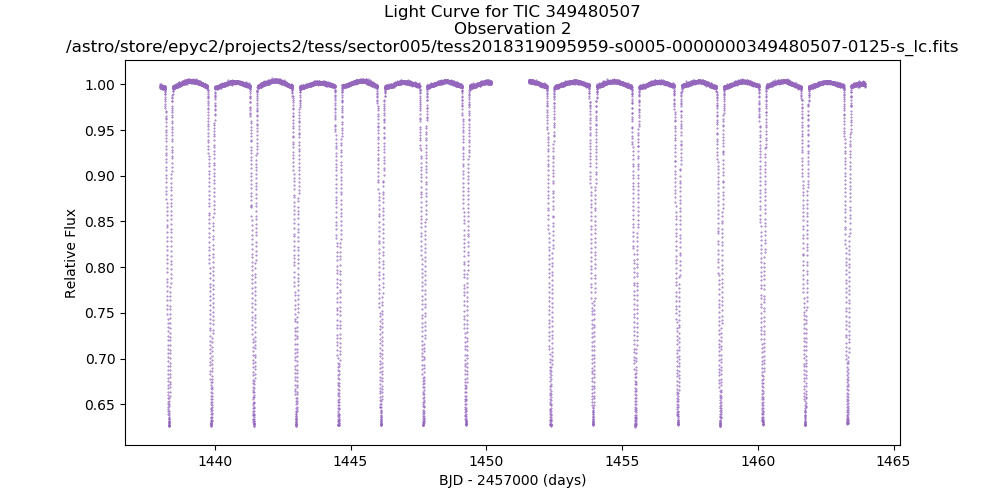 Light Curve for TIC 349480507
Observation 2
/astro/store/epyc2/projects2/tess/sector005/tess2018319095959-s0005-0000000349480507-0125-s_lc.fits
1.00
0.95
0.90
0.85
0.80
0.75
0.70
0.65
Relative Flux
1440
1445
1450
1455
1460
1465
BJD - 2457000 (days)